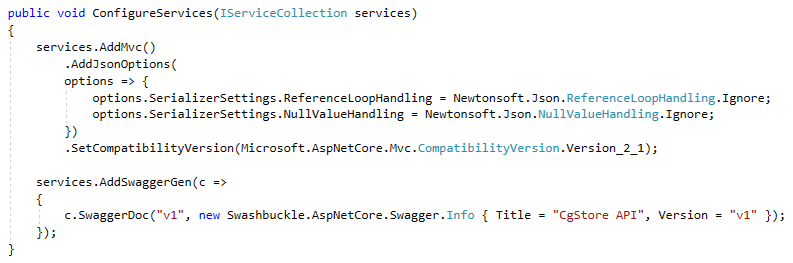 public void ConfigureServices(IServiceCollection services)
{
    services.AddMvc()
        .AddJsonOptions(
        options => {
            options.SerializerSettings.ReferenceLoopHandling = Newtonsoft.Json.ReferenceLoopHandling.Ignore;
            options.SerializerSettings.NullValueHandling = Newtonsoft.Json.NullValueHandling.Ignore;
        })
        .SetCompatibilityVersion(Microsoft.AspNetCore.Mvc.CompatibilityVersion.Version_2_1);

    services.AddSwaggerGen(c =>
    {
        c.SwaggerDoc("v1", new Swashbuckle.AspNetCore.Swagger.Info { Title = "CgStore API", Version = "v1" });
    });
}